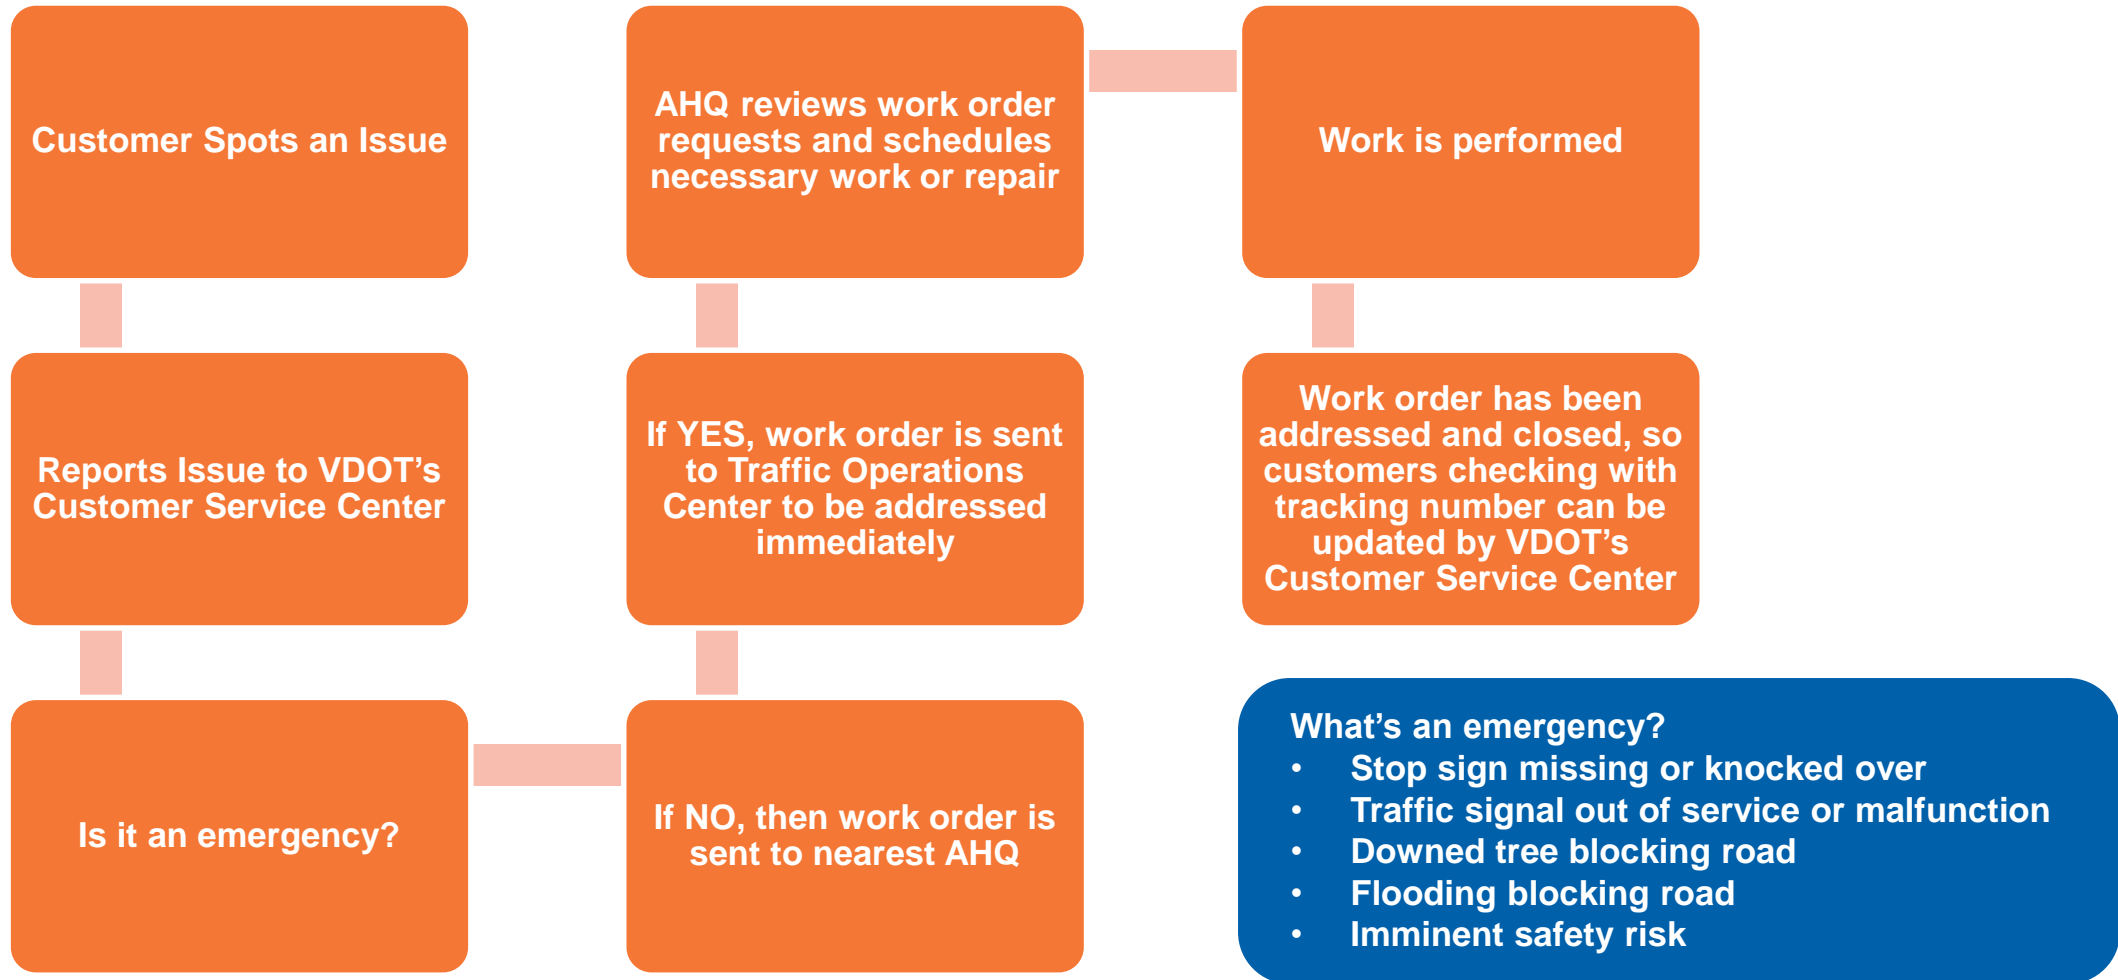 Customer Spots an Issue
Reports Issue to VDOT’s
Customer Service Center
Is it an emergency?
If NO, then work order is
sent to nearest AHQ
If YES, work order is sent
to Traffic Operations
Center to be addressed
immediately
AHQ reviews work order
requests and schedules
necessary work or repair
Work is performed
Work order has been
addressed and closed, so
customers checking with
tracking number can be
updated by VDOT’s
Customer Service Center
What’s an emergency?
• Stop sign missing or knocked over
• Traffic signal out of service or malfunction
• Downed tree blocking road
• Flooding blocking road
• Imminent safety risk